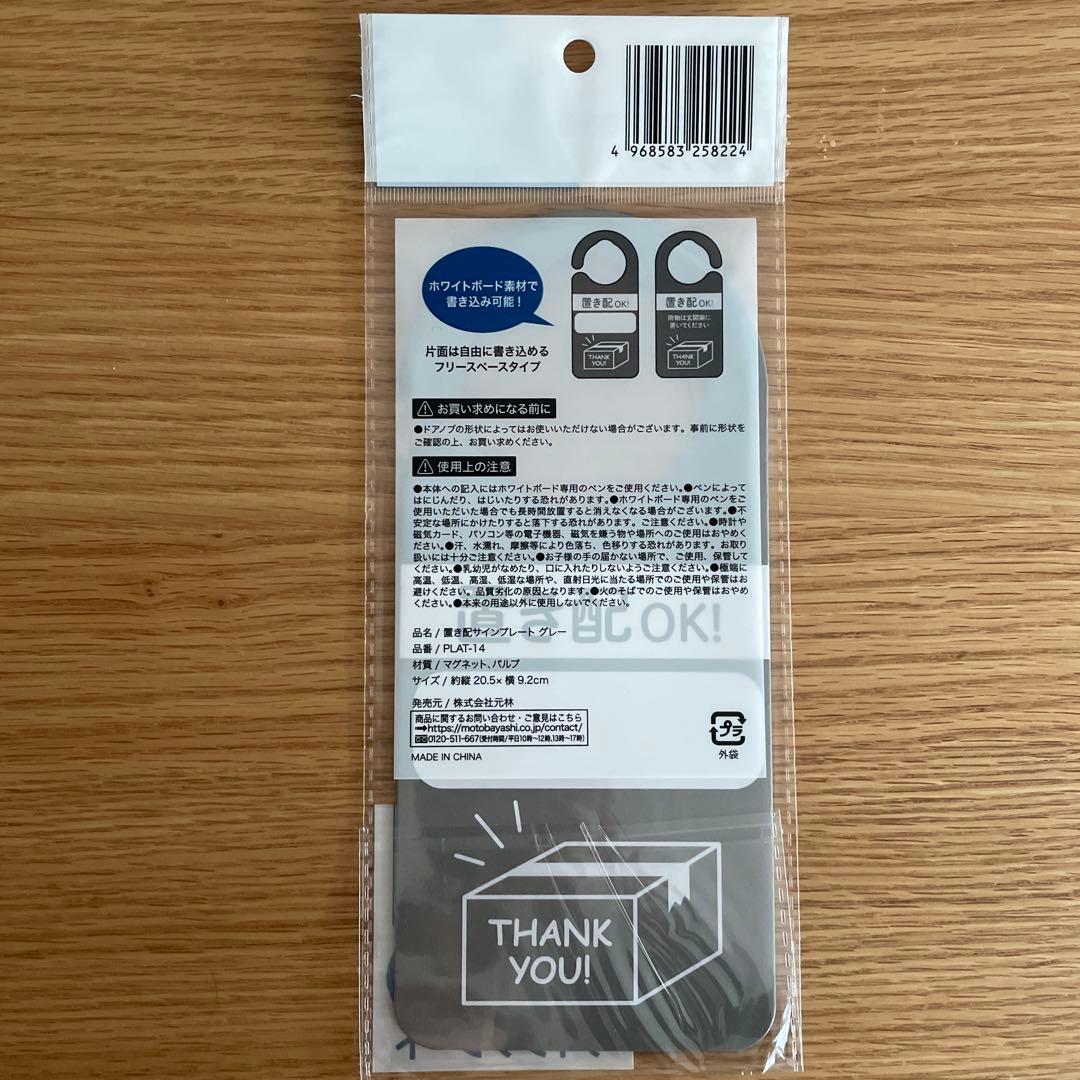 4 968583 258224
ホワイトボード素材で
書き込み可能！
片面は自由に書き込める
フリースペースタイプ
置き配 OK!
THANK
YOU!
置き配 OK!
荷物は玄関前に
置いてください
THANK
YOU!
お買い求めになる前に
●ドアノブの形状によってはお使いいただけない場合がございます。事前に形状を
ご確認の上、お買い求めください。
使用上の注意
●本体への記入にはホワイトボード専用のペンをご使用ください。●ペンによって
はにじんだり、はじいたりする恐れがあります。●ホワイトボード専用のペンをご
使用いただいた場合でも長時間放置すると消えなくなる場合がございます。●不
安定な場所にかけたりすると落下する恐れがあります。ご注意ください。●時計や
磁気カード、パソコン等の電子機器、磁気を嫌う物や場所へのご使用はおやめく
ださい。●汗、水濡れ、摩擦等により色落ち、色移りする恐れがあります。お取り
扱いには十分ご注意ください。●お子様の手の届かない場所で、ご使用、保管して
ください。●乳幼児がなめたり、口に入れたりしないようご注意ください。●極端に
高温、低温、高湿、低湿な場所や、直射日光に当たる場所でのご使用や保管はお
避けください。品質劣化の原因となります。●火のそばでのご使用や保管はおやめ
ください。●本来の用途以外に使用しないでください。
置き配 OK!
品名 / 置き配サインプレート グレー
品番 / PLAT-14
材質 / マグネット、パルプ
サイズ / 約縦 20.5× 横 9.2cm
発売元 / 株式会社元林
商品に関するお問い合わせ・ご意見はこちら
➡https://motobayashi.co.jp/contact/
0120-511-667(受付時間/平日10時～12時、13時～17時)
MADE IN CHINA
プラ
外袋
THANK
YOU!